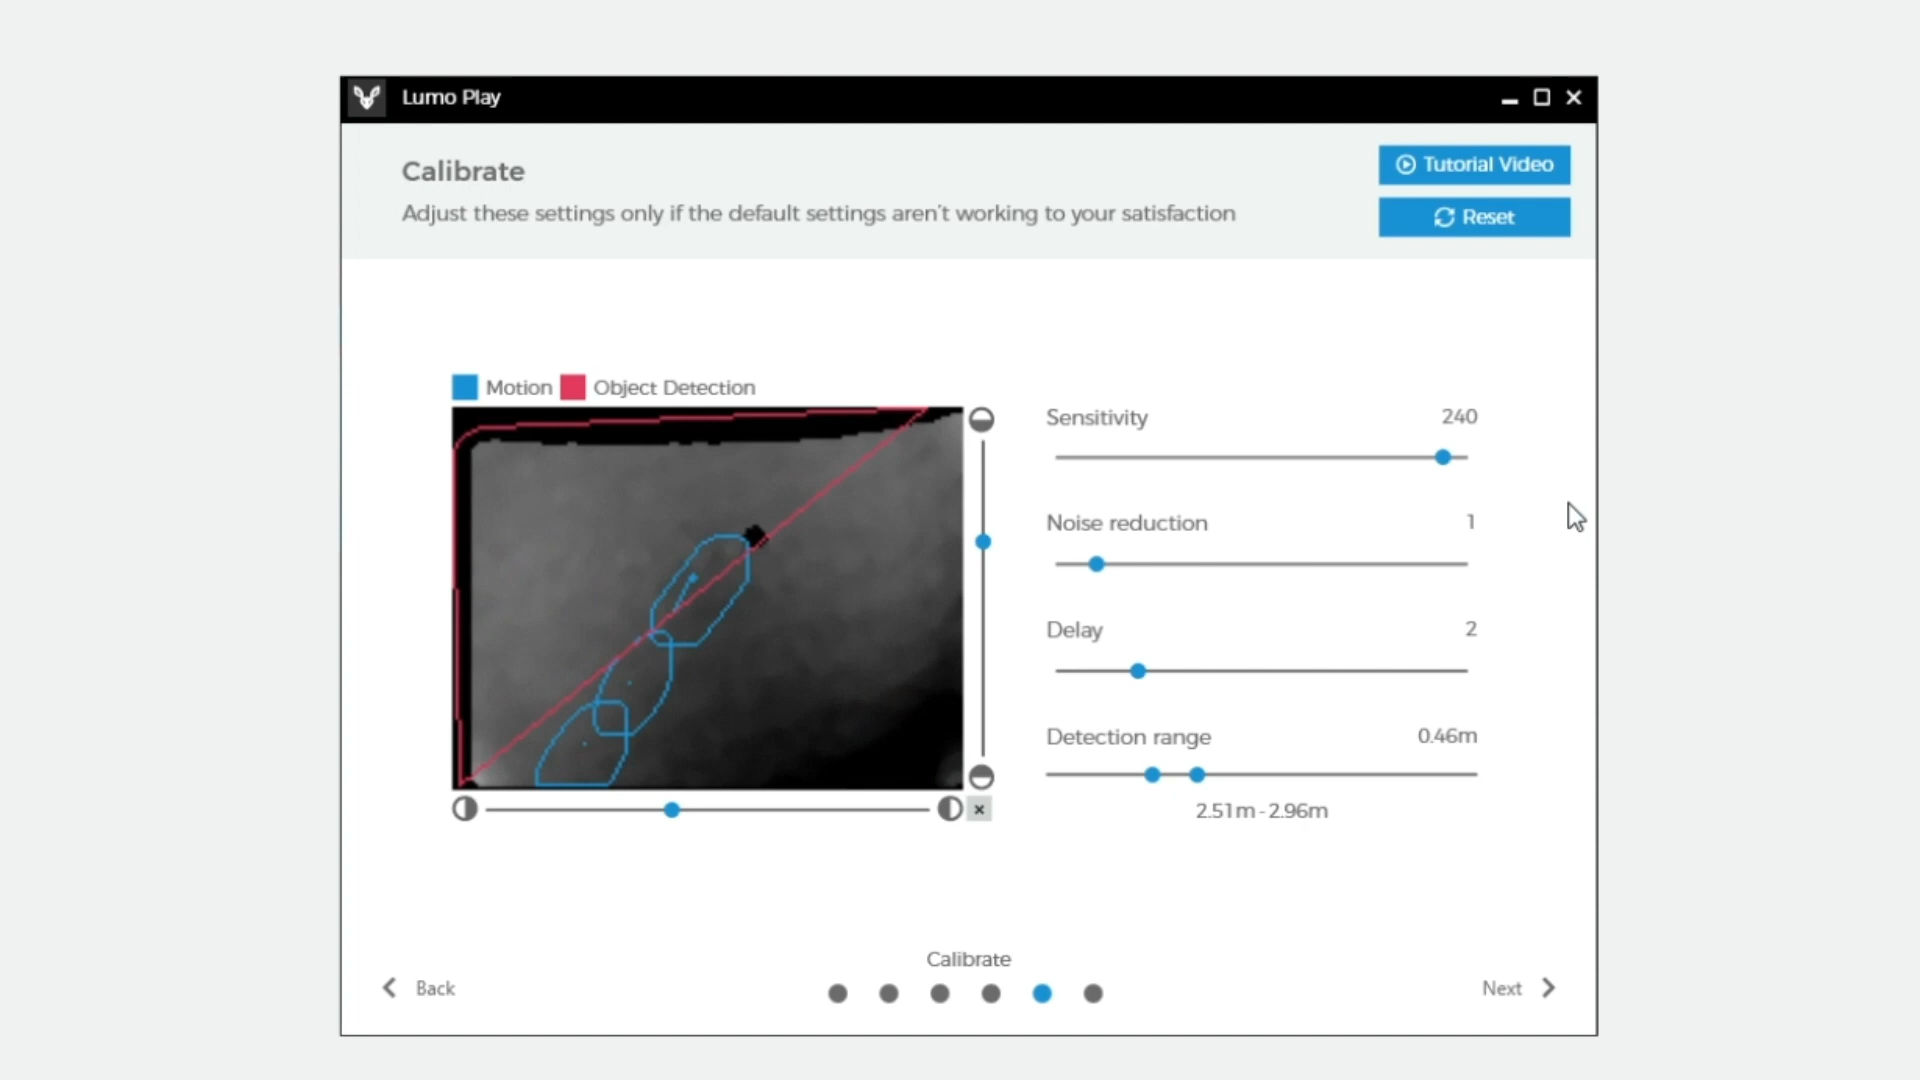 Lumo Play
Calibrate
Adjust these settings only if the default settings aren't working to your satisfaction
Tutorial Video
Reset
Motion
Object Detection
Sensitivity 240
Noise reduction 1
Delay 2
Detection range 0.46m
2.51m - 2.96m
Calibrate
Back
Next